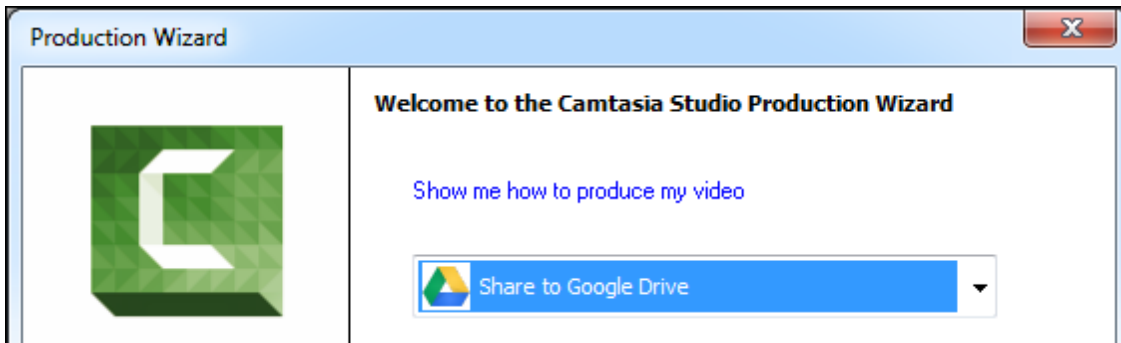 Production Wizard
Welcome to the Camtasia Studio Production Wizard
Show me how to produce my video
Share to Google Drive